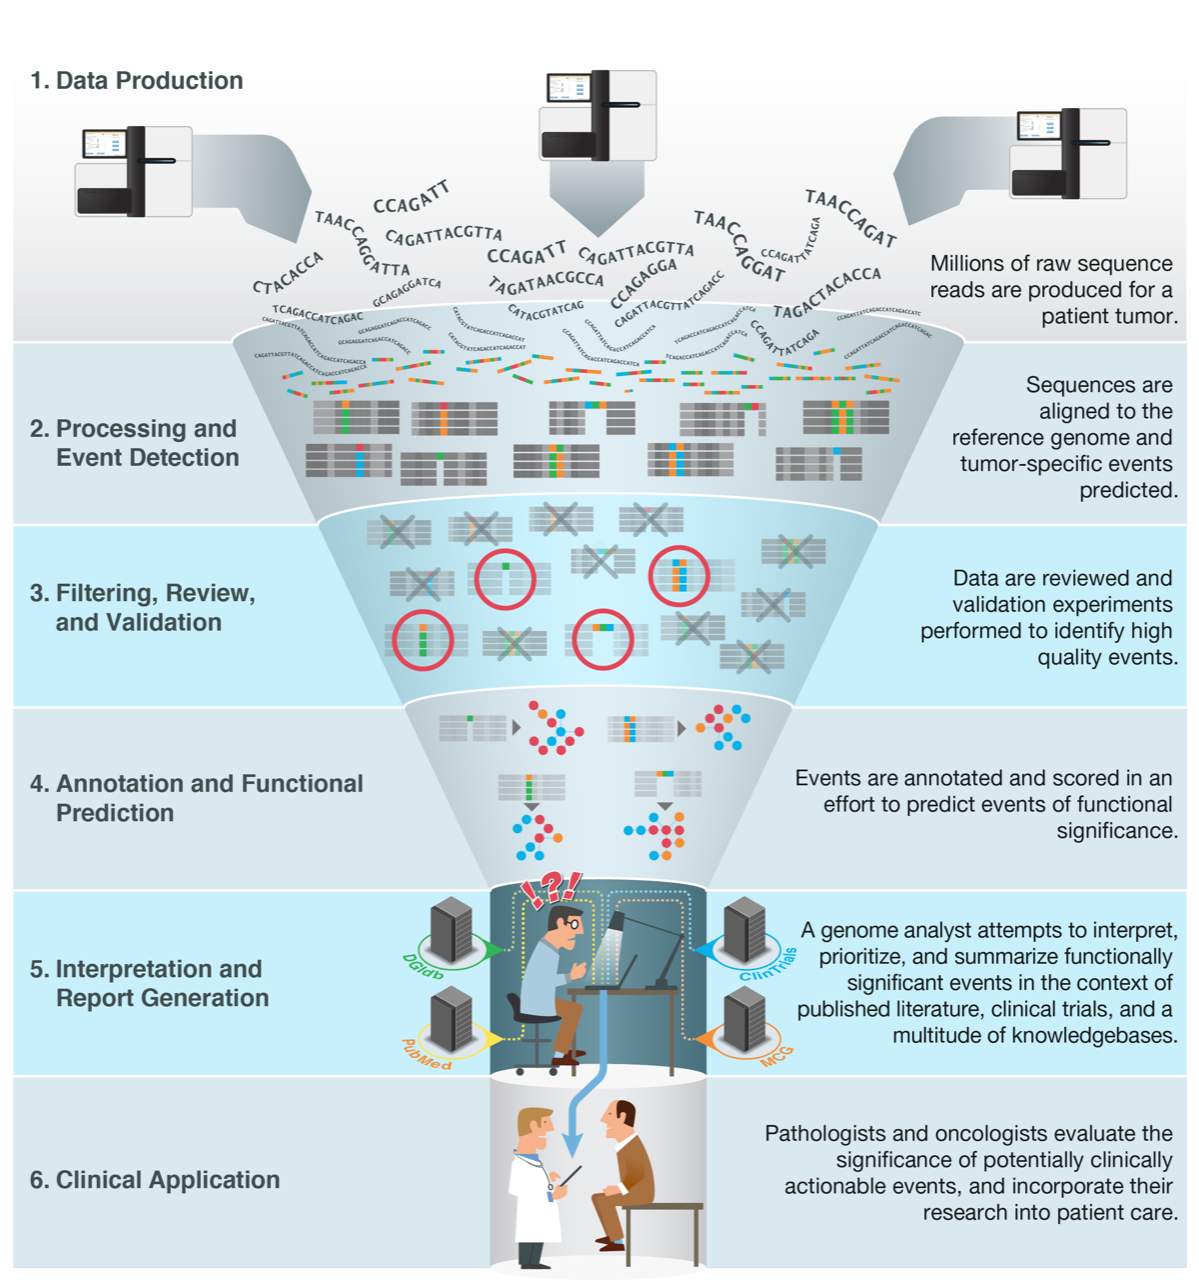 1. Data Production
CCAGATT
TAACCAGGATTA
CAGATTACGTTA
CCAGATT
CAGATTACGTTA
TAACCAGGAT
CCAGATTATCAGA
TAACCAGAT
CTACACCA
GCAGAGGATCA
TAGATAACGCCA
CCAGAGGA
TAGACTACACCA
Millions of raw sequence
reads are produced for a
patient tumor.
TCAGACCATCAGAC
CATACGTATCAG
CAGATTACGTTATCAGACC
CCAGATTATCAGA
2. Processing and
Event Detection
Sequences are
aligned to the
reference genome and
tumor-specific events
predicted.
3. Filtering, Review,
and Validation
Data are reviewed and
validation experiments
performed to identify high
quality events.
4. Annotation and Functional
Prediction
Events are annotated and scored in an
effort to predict events of functional
significance.
!?!
5. Interpretation and
Report Generation
DGIdb
ClinTrials
PubMed
MCG
A genome analyst attempts to interpret,
prioritize, and summarize functionally
significant events in the context of
published literature, clinical trials, and a
multitude of knowledgebases.
6. Clinical Application
Pathologists and oncologists evaluate the
significance of potentially clinically
actionable events, and incorporate their
research into patient care.